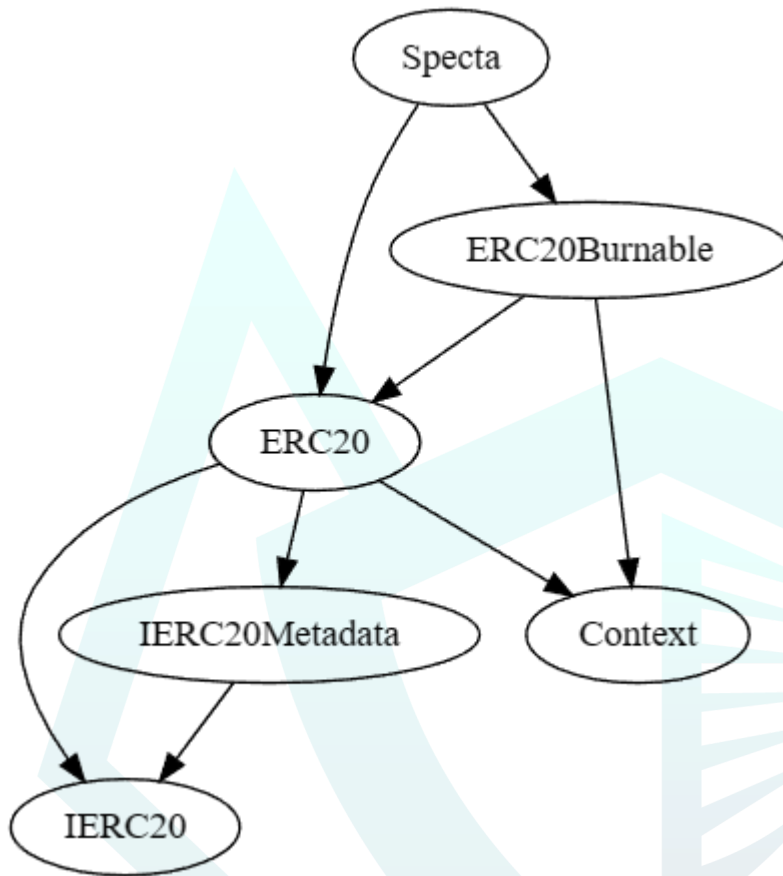 Specta
ERC20Burnable
ERC20
IERC20Metadata
Context
IERC20